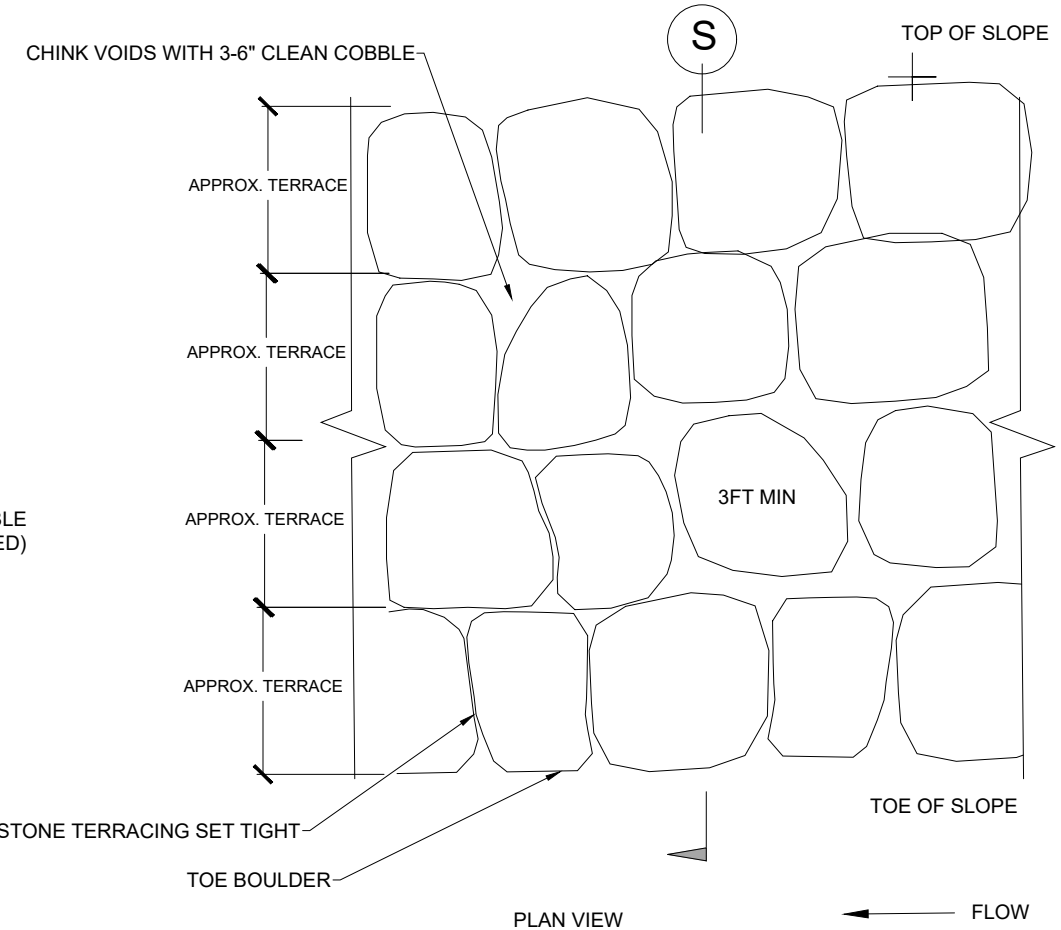 CHINK VOIDS WITH 3-6" CLEAN COBBLE
S
TOP OF SLOPE
APPROX. TERRACE
APPROX. TERRACE
3FT MIN
APPROX. TERRACE
APPROX. TERRACE
STONE TERRACING SET TIGHT
TOE OF SLOPE
TOE BOULDER
PLAN VIEW
FLOW